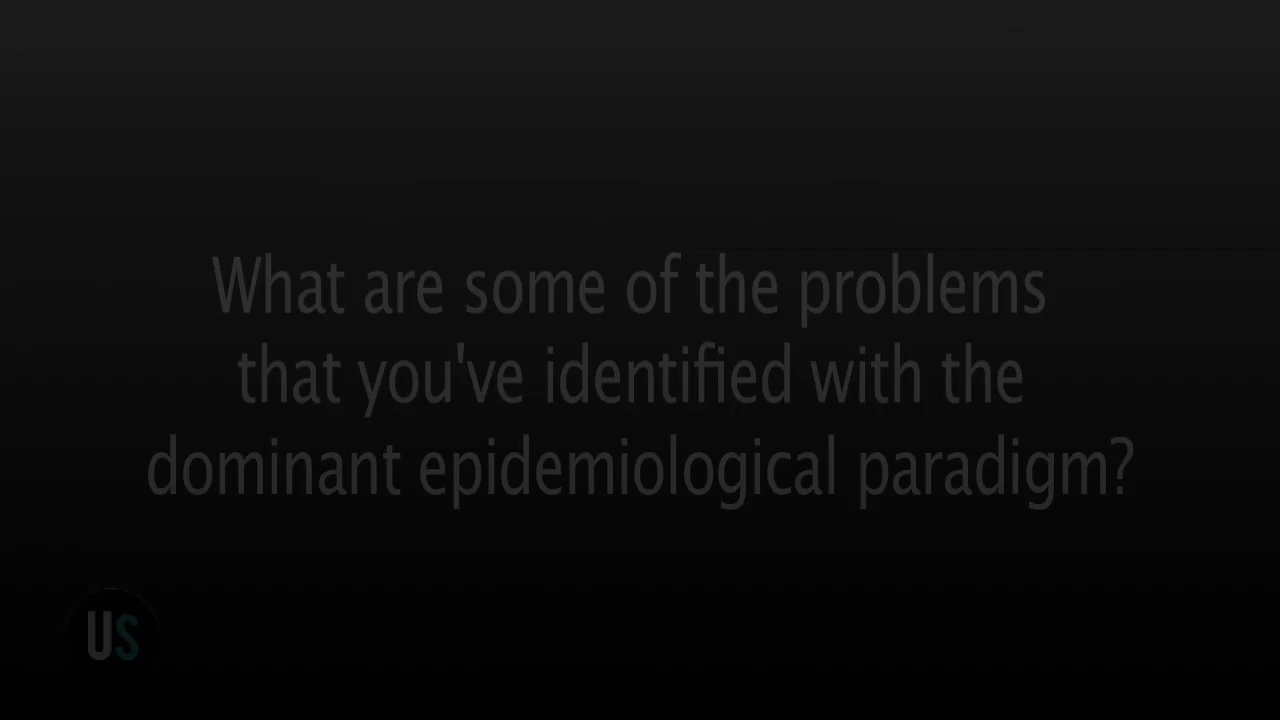 What are some of the problems
that you've identified with the
dominant epidemiological paradigm?
US